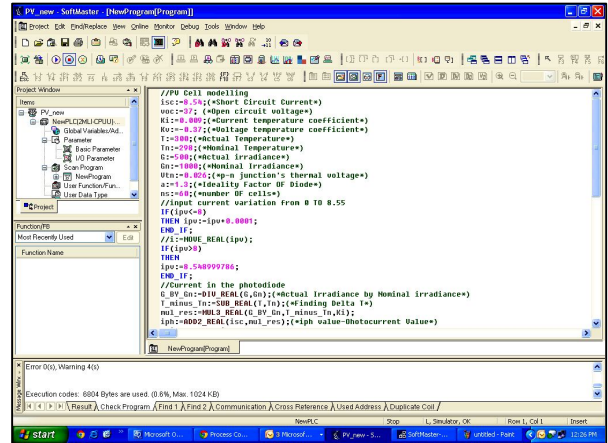 PV_new - SoftMaster - [NewProgram[Program]]
Project Edit Find/Replace View Online Monitor Debug Tools Window Help
Project Window
Items
PV_new
NewPLC(2MLI-CPUU)-...
Global Variables/Ad...
Parameter
Basic Parameter
I/O Parameter
Scan Program
NewProgram
User Function/Fun...
User Data Type
Project
Function/FB
Most Recently Used Edit
Function Name
//PV Cell modelling
isc:=8.54;(*Short Circuit Current*)
voc:=37; (*Open circuit voltage*)
Ki:=0.009;(*Current temperature coefficient*)
Kv:=-0.37;(*Voltage temperature coefficient*)
T:=300;(*Actual Temperature*)
Tn:=298;(*Nominal Temperature*)
G:=500;(*Actual irradiance*)
Gn:=1000;(*Nominal irradiance*)
Vtn:=0.026;(*p-n junction's thermal voltage*)
a:=1.3;(*Ideality Factor OF Diode*)
ns:=60;(*number OF cells*)
//input current variation from 0 TO 8.55
IF(ipv<=8)
THEN ipv:=ipv+0.0001;
END_IF;
//i:=MOVE_REAL(ipv);
IF(ipv>8)
THEN
ipv:=8.548999786;
END_IF;
//Current in the photodiode
G_BY_Gn:=DIV_REAL(G,Gn);(*Actual Irradiance by Nominal irradiance*)
T_minus_Tn:=SUB_REAL(T,Tn);(*Finding Delta T*)
mul_res:=MUL3_REAL(G_BY_Gn,T_minus_Tn,Ki);
iph:=ADD2_REAL(isc,mul_res);(*iph value-Ohotocurrent Value*)
NewProgram[Program]
Error 0(s), Warning 4(s)
Execution codes: 6804 Bytes are used. (0.6%, Max. 1024 KB)
Message Win
Result Check Program Find 1 Find 2 Communication Cross Reference Used Address Duplicate Coil
NewPLC Stop L, Simulator, OK Row 1, Col 1 Insert
start Microsoft O... Process Co... 3 Microsof... PV_new - S... SoftMaster-... untitled - Paint 12:26 PM